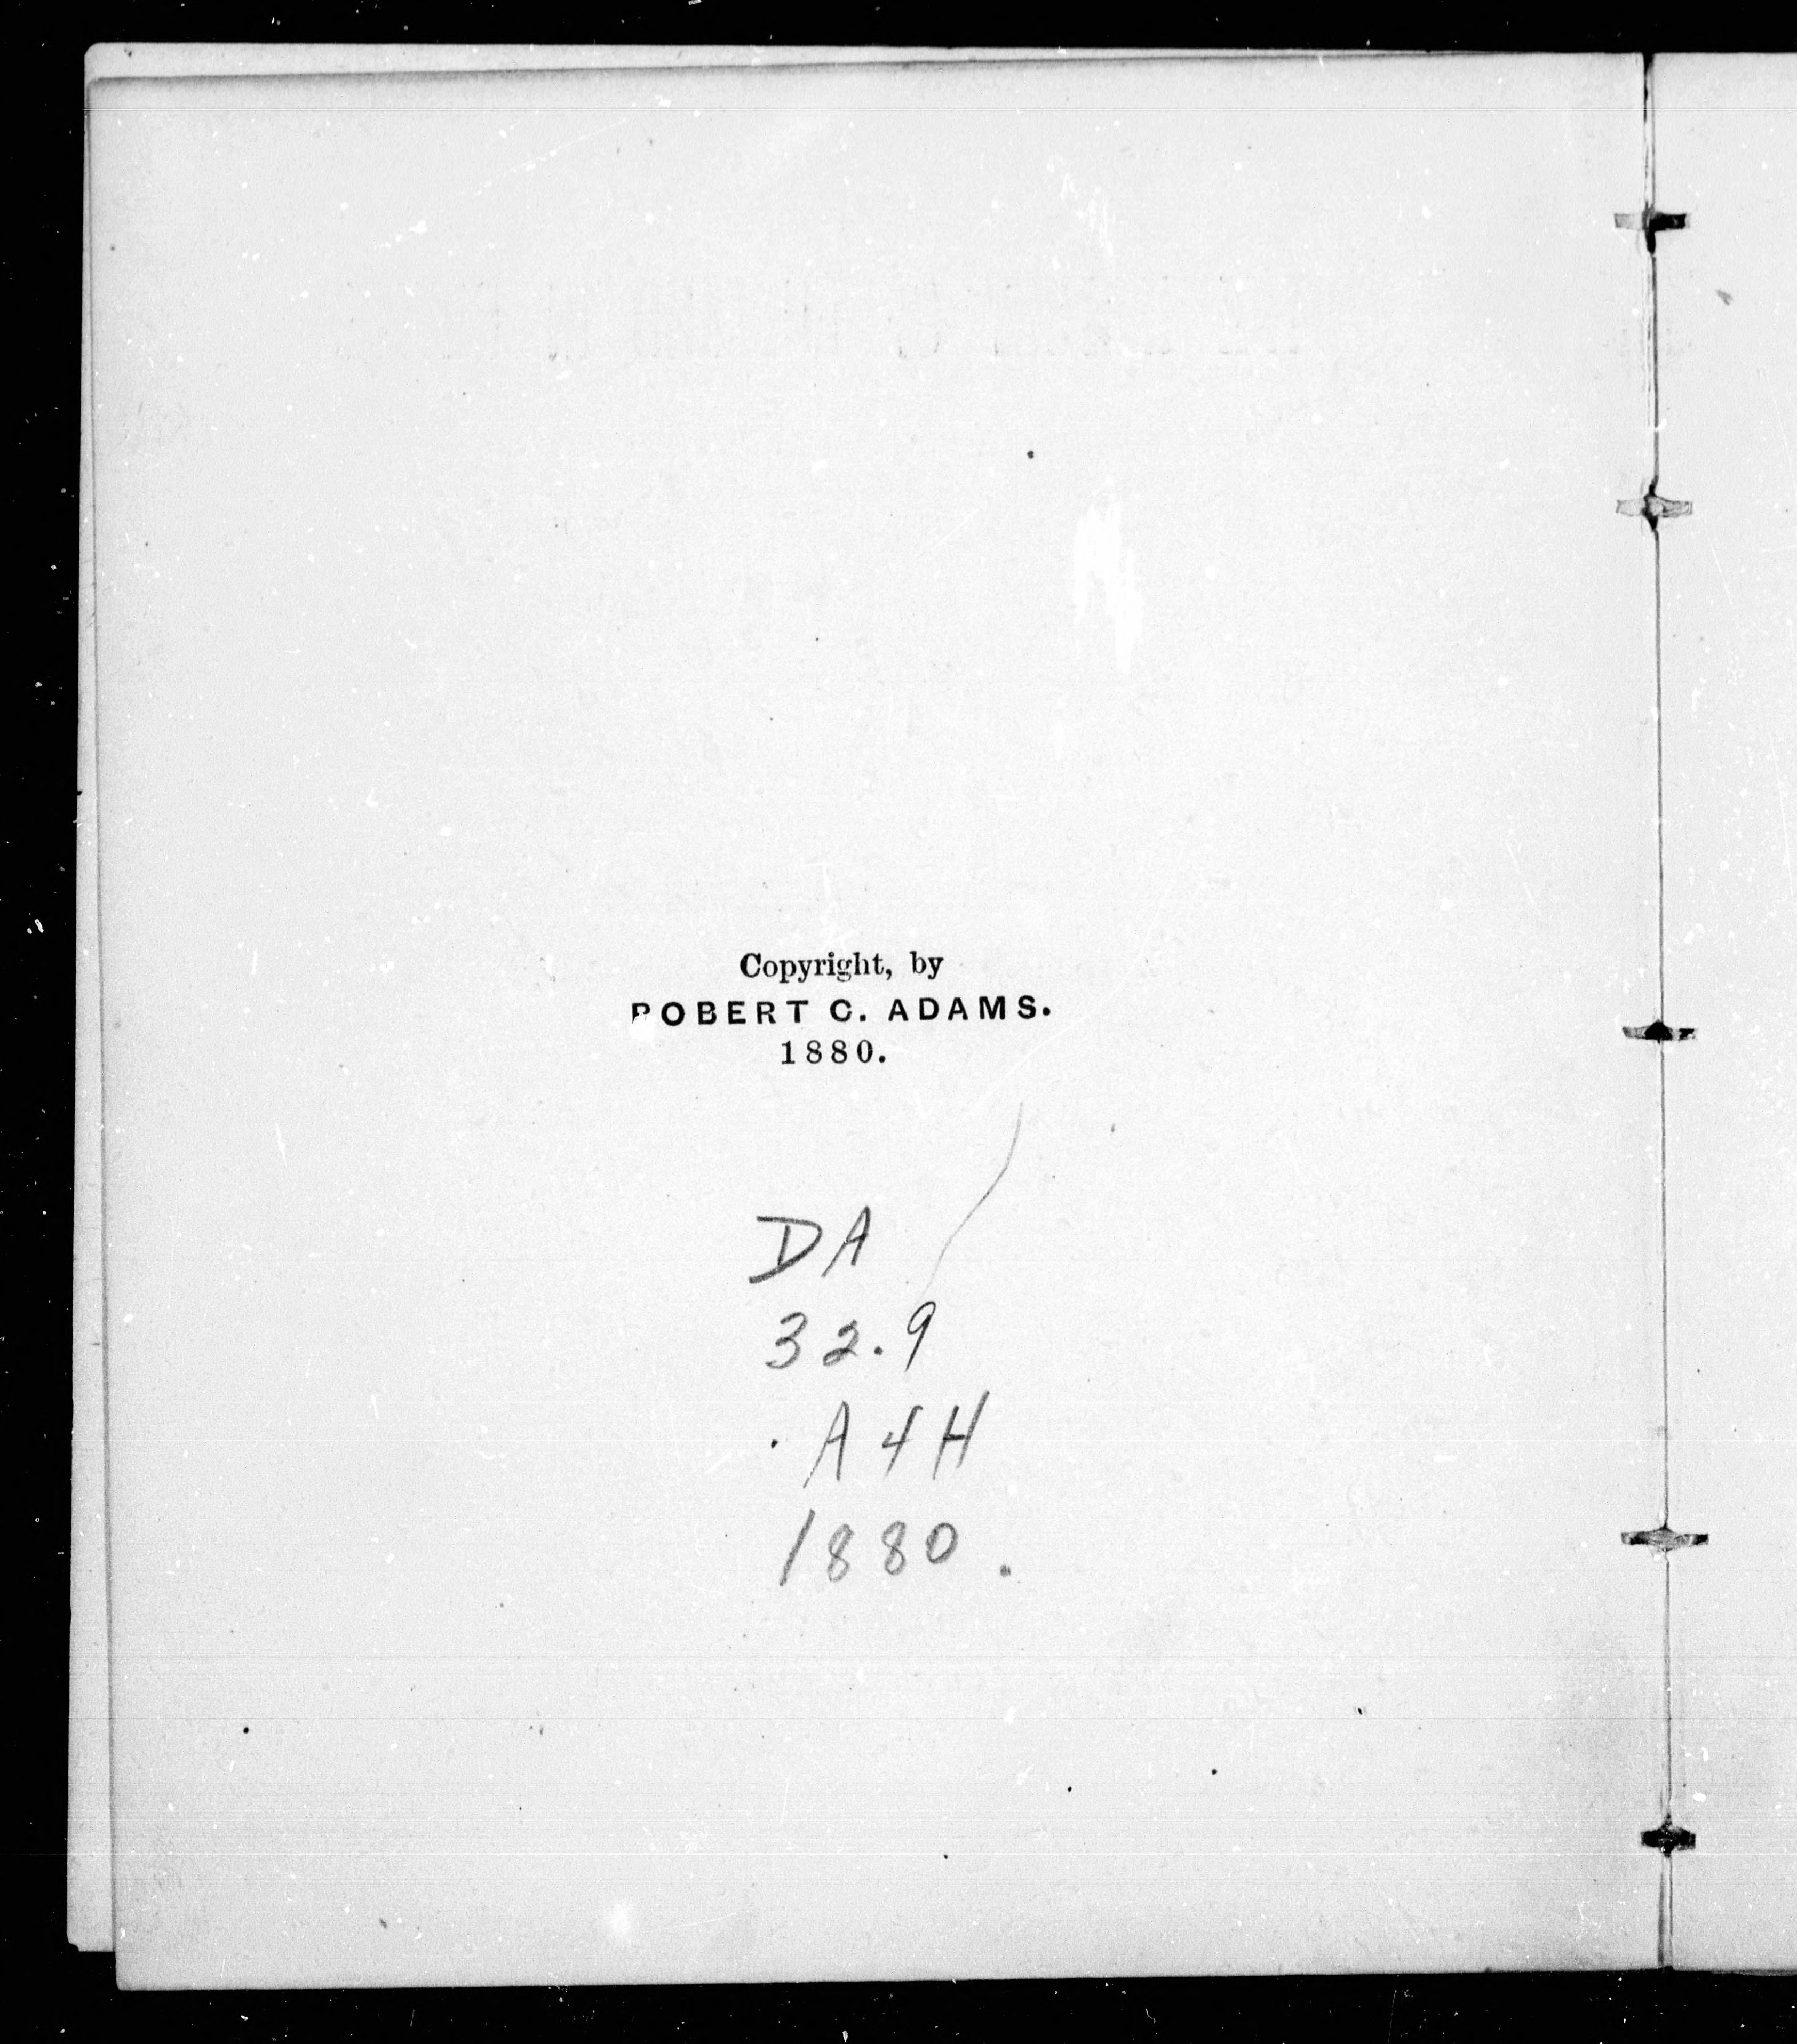 Copyright, by
ROBERT C. ADAMS.
1880.
DA
32.9
.A4H
1880.